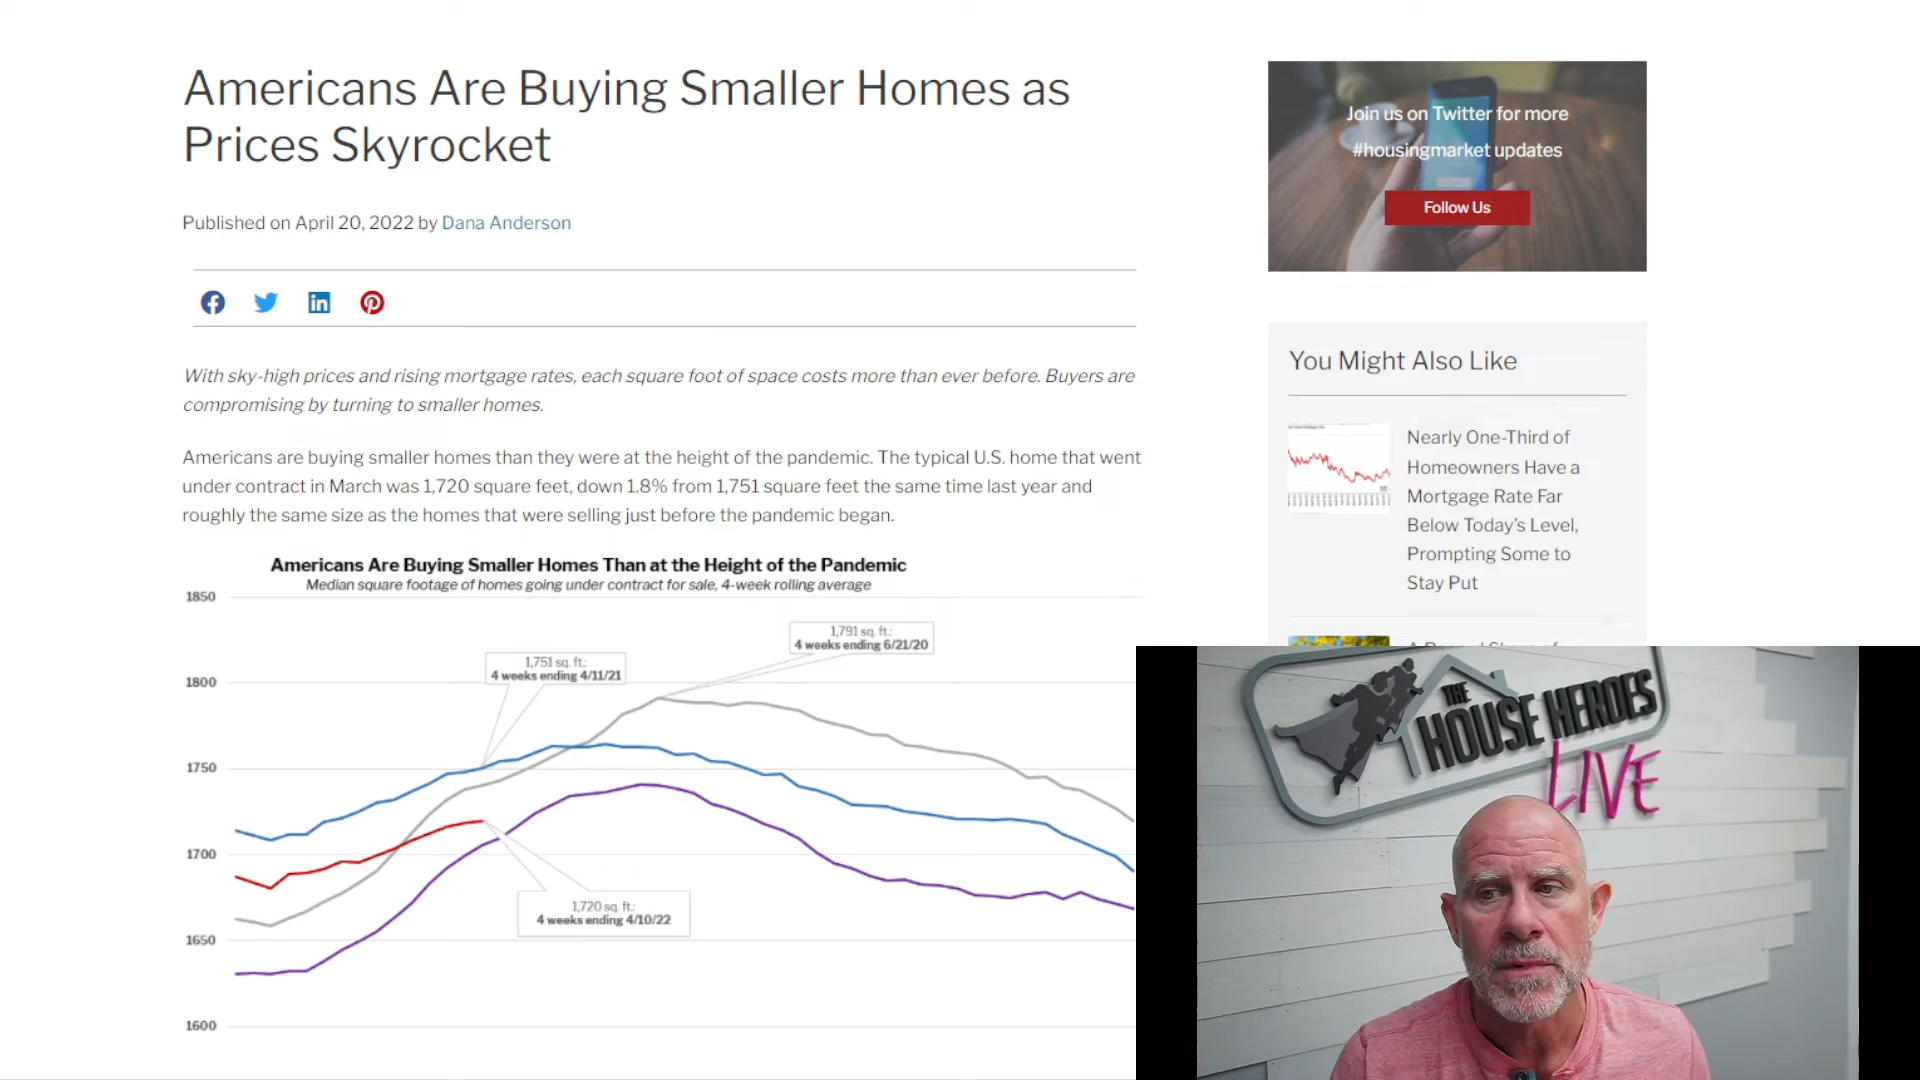 Americans Are Buying Smaller Homes as
Prices Skyrocket
Published on April 20, 2022 by Dana Anderson
With sky-high prices and rising mortgage rates, each square foot of space costs more than ever before. Buyers are
compromising by turning to smaller homes.
Americans are buying smaller homes than they were at the height of the pandemic. The typical U.S. home that went
under contract in March was 1,720 square feet, down 1.8% from 1,751 square feet the same time last year and
roughly the same size as the homes that were selling just before the pandemic began.
Americans Are Buying Smaller Homes Than at the Height of the Pandemic
Median square footage of homes going under contract for sale, 4-week rolling average
1850
1,791 sq. ft.:
4 weeks ending 6/21/20
1,751 sq. ft.:
4 weeks ending 4/11/21
1800
1750
1700
1,720 sq. ft.:
4 weeks ending 4/10/22
1650
1600
Join us on Twitter for more
#housingmarket updates
Follow Us
You Might Also Like
Nearly One-Third of
Homeowners Have a
Mortgage Rate Far
Below Today's Level,
Prompting Some to
Stay Put
THE
HOUSE HEROES
LIVE